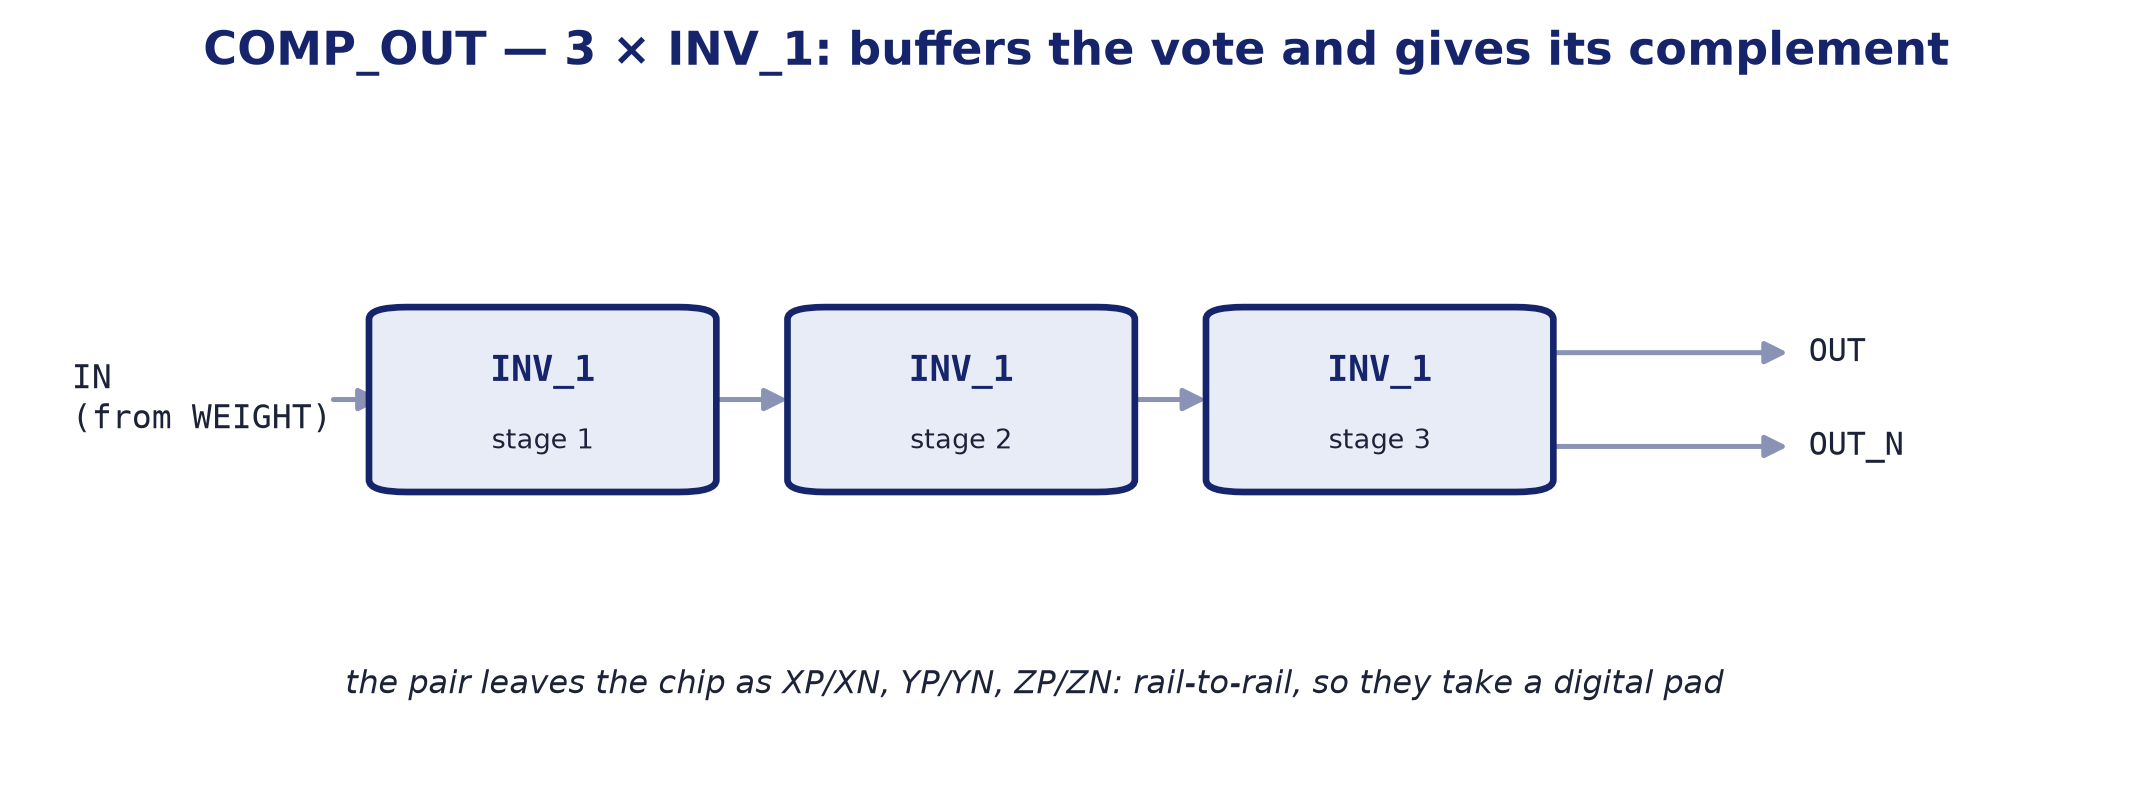 COMP_OUT — 3 × INV_1: buffers the vote and gives its complement
IN
(from WEIGHT)
INV_1
stage 1
INV_1
stage 2
INV_1
stage 3
OUT
OUT_N
the pair leaves the chip as XP/XN, YP/YN, ZP/ZN: rail-to-rail, so they take a digital pad